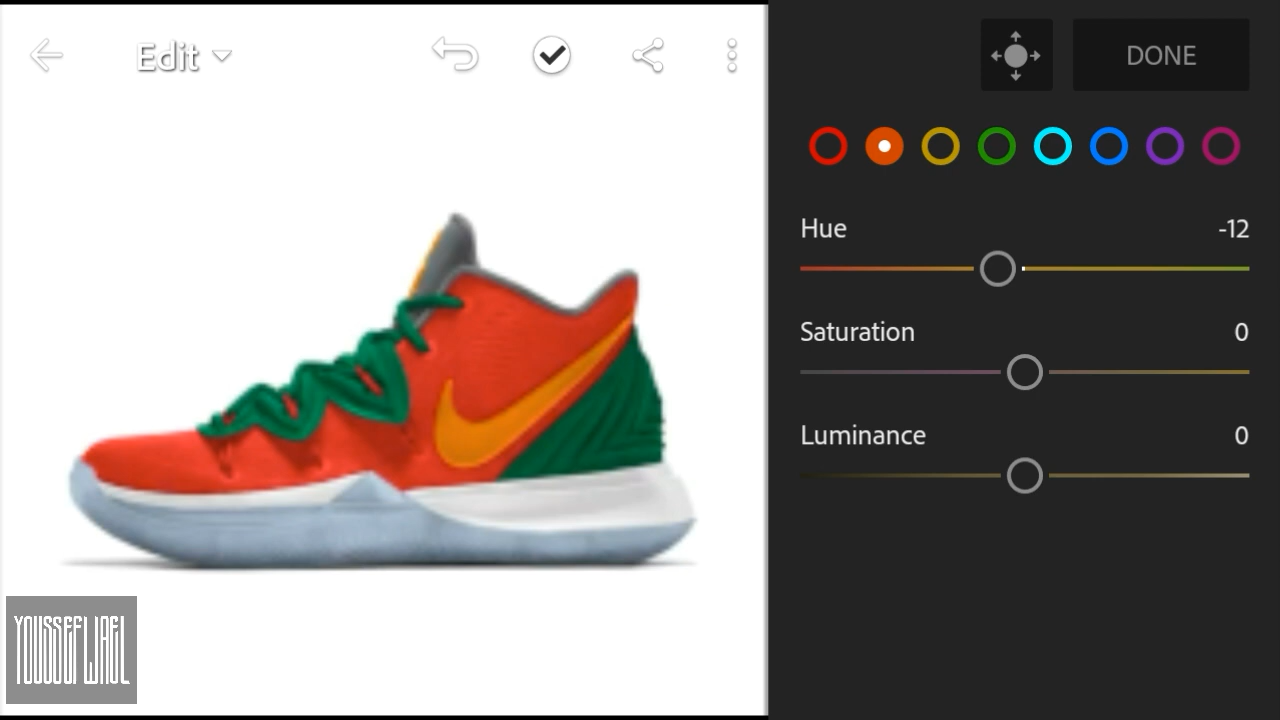 Edit
DONE
Hue -12
Saturation 0
Luminance 0
YOUSSEF WAEL